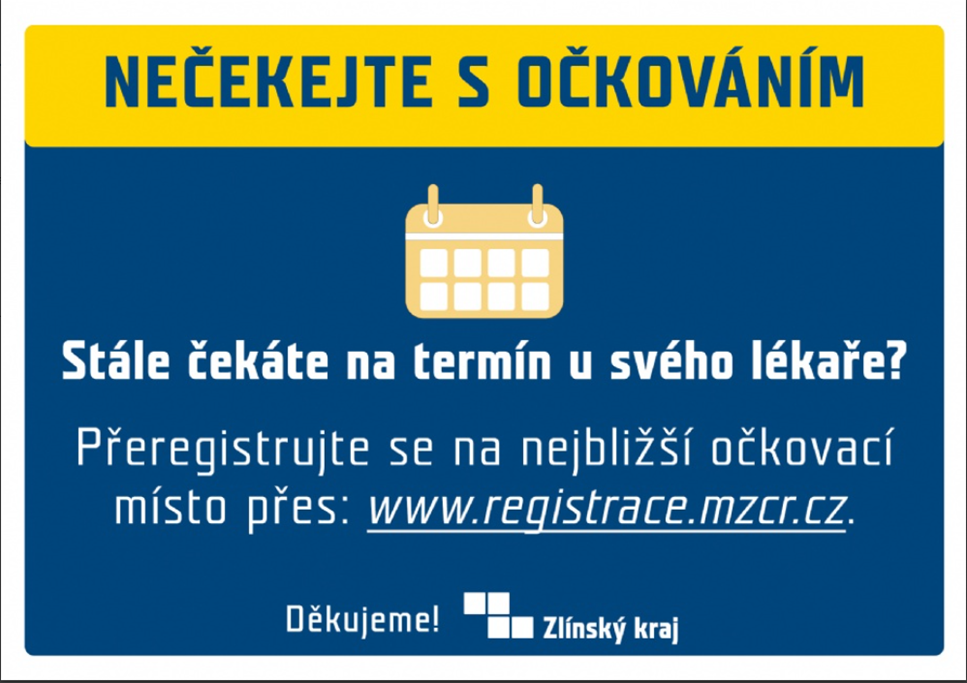 NEČEKEJTE S OČKOVÁNÍM
Stále čekáte na termín u svého lékaře?
Přeregistrujte se na nejbližší očkovací
místo přes: www.registrace.mzcr.cz.
Děkujeme! Zlínský kraj